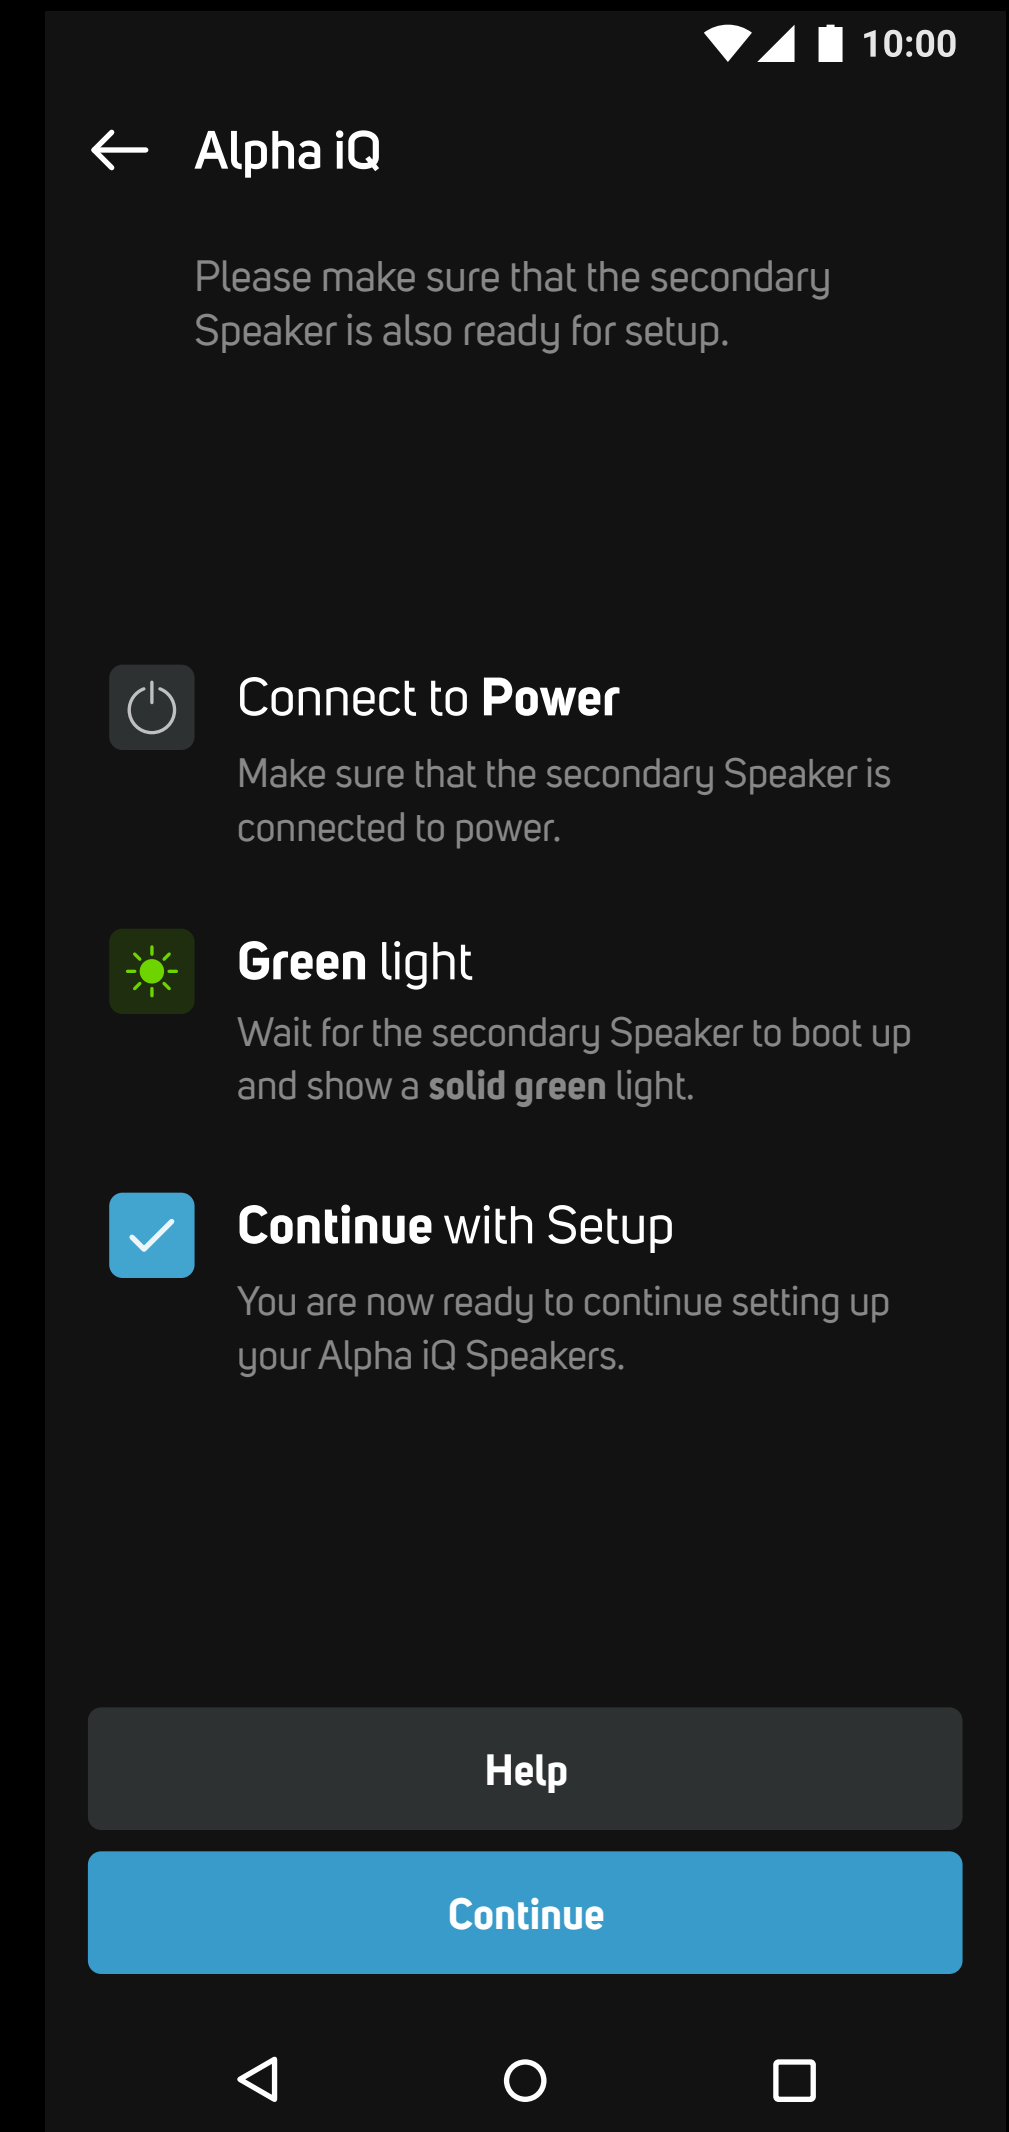 10:00
Alpha iQ
Please make sure that the secondary
Speaker is also ready for setup.
Connect to Power
Make sure that the secondary Speaker is
connected to power.
Green light
Wait for the secondary Speaker to boot up
and show a solid green light.
Continue with Setup
You are now ready to continue setting up
your Alpha iQ Speakers.
Help
Continue